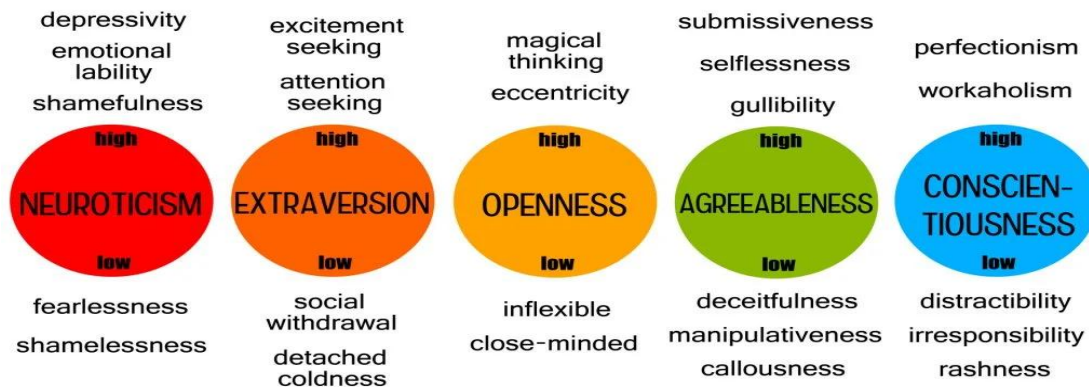 depressivity
emotional
lability
shamefulness
high
NEUROTICISM
low
fearlessness
shamelessness
excitement
seeking
attention
seeking
high
EXTRAVERSION
low
social
withdrawal
detached
coldness
magical
thinking
eccentricity
high
OPENNESS
low
inflexible
close-minded
submissiveness
selflessness
gullibility
high
AGREEABLENESS
low
deceitfulness
manipulativeness
callousness
perfectionism
workaholism
high
CONSCIEN-
TIOUSNESS
low
distractibility
irresponsibility
rashness